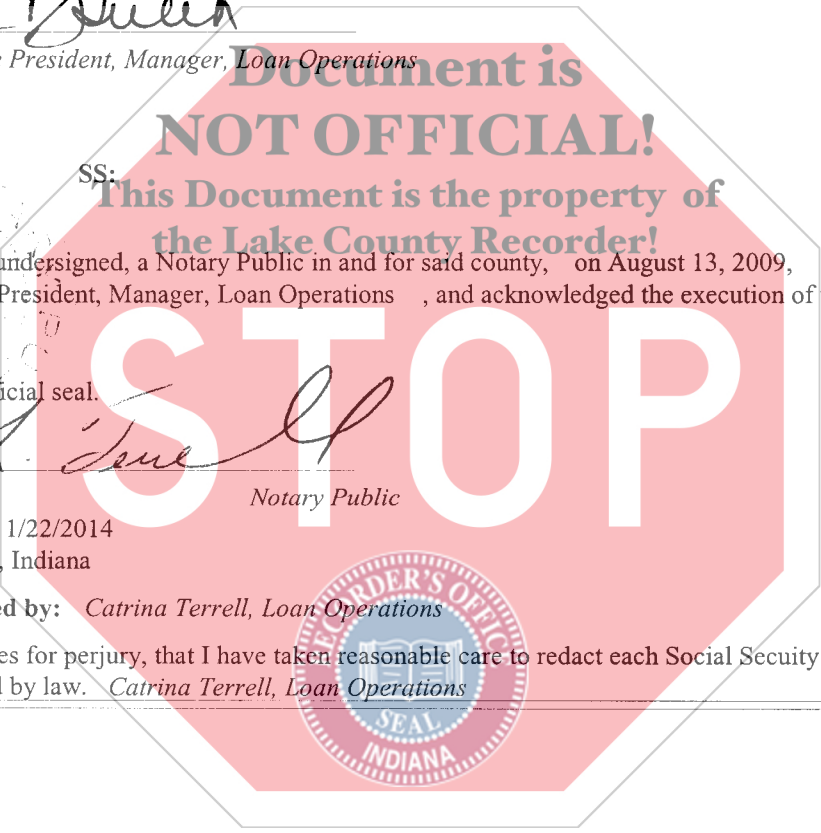 President, Manager, Loan Operations
Document is
NOT OFFICIAL!
SS:
This Document is the property of
the Lake County Recorder!
undersigned, a Notary Public in and for said county, on August 13, 2009,
President, Manager, Loan Operations , and acknowledged the execution of
STOP
icial seal.
Notary Public
1/22/2014
, Indiana
ed by: Catrina Terrell, Loan Operations
es for perjury, that I have taken reasonable care to redact each Social Secuity
l by law. Catrina Terrell, Loan Operations
RECORDER'S OFFICE
SEAL
INDIANA